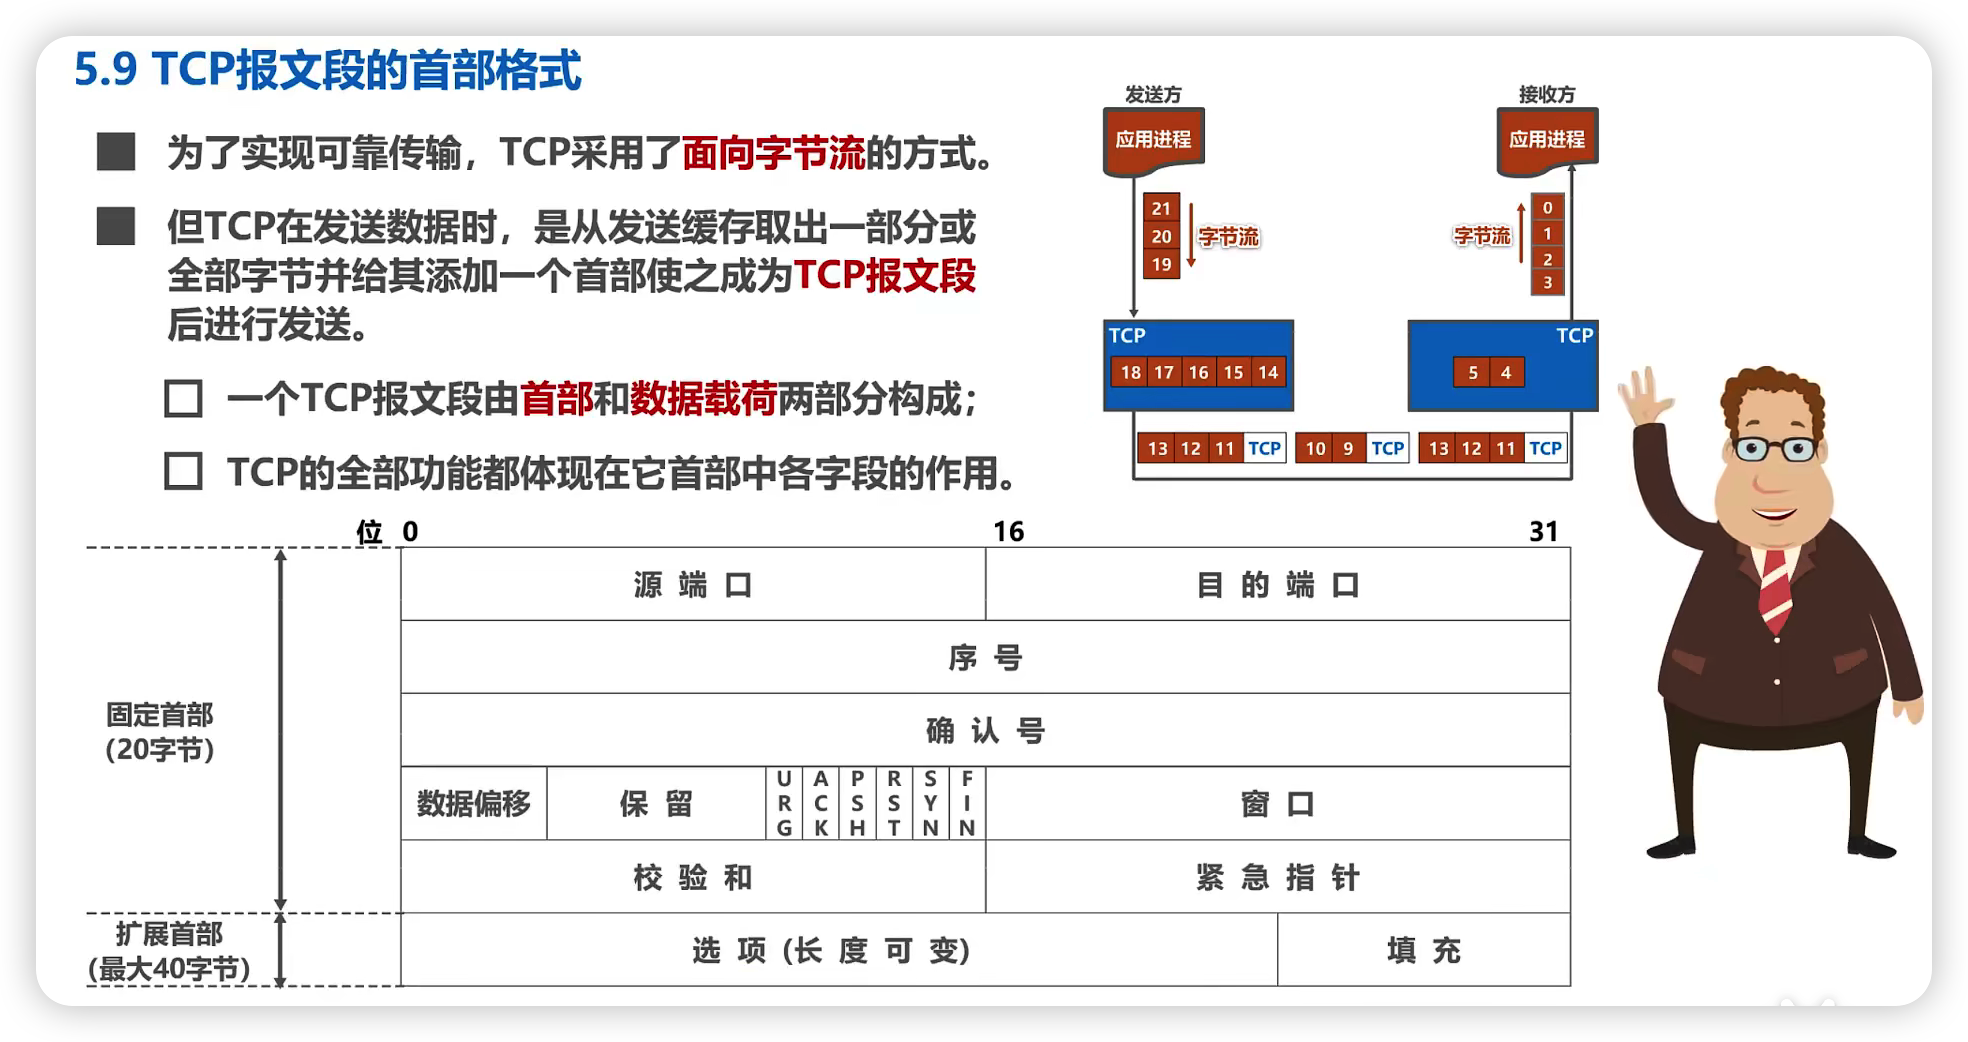 5.9 TCP报文段的首部格式
为了实现可靠传输，TCP采用了面向字节流的方式。
但TCP在发送数据时，是从发送缓存取出一部分或
全部字节并给其添加一个首部使之成为TCP报文段
后进行发送。
一个TCP报文段由首部和数据载荷两部分构成；
TCP的全部功能都体现在它首部中各字段的作用。
发送方
应用进程
21
20
19
字节流
TCP
18 17 16 15 14
接收方
应用进程
字节流
0
1
2
3
TCP
5 4
13 12 11 TCP 10 9 TCP 13 12 11 TCP
位 0 16 31
源端口 目的端口
序号
确认号
数据偏移 保留 URG ACK PSH RST SYN FIN 窗口
校验和 紧急指针
选项(长度可变) 填充
固定首部
(20字节)
扩展首部
(最大40字节)